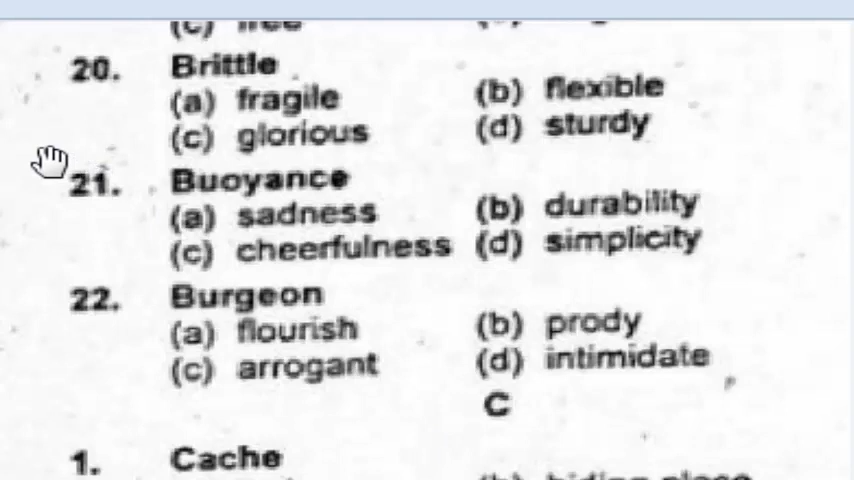 20. Brittle
(a) fragile (b) flexible
(c) glorious (d) sturdy
21. Buoyance
(a) sadness (b) durability
(c) cheerfulness (d) simplicity
22. Burgeon
(a) flourish (b) prody
(c) arrogant (d) intimidate
C
1. Cache